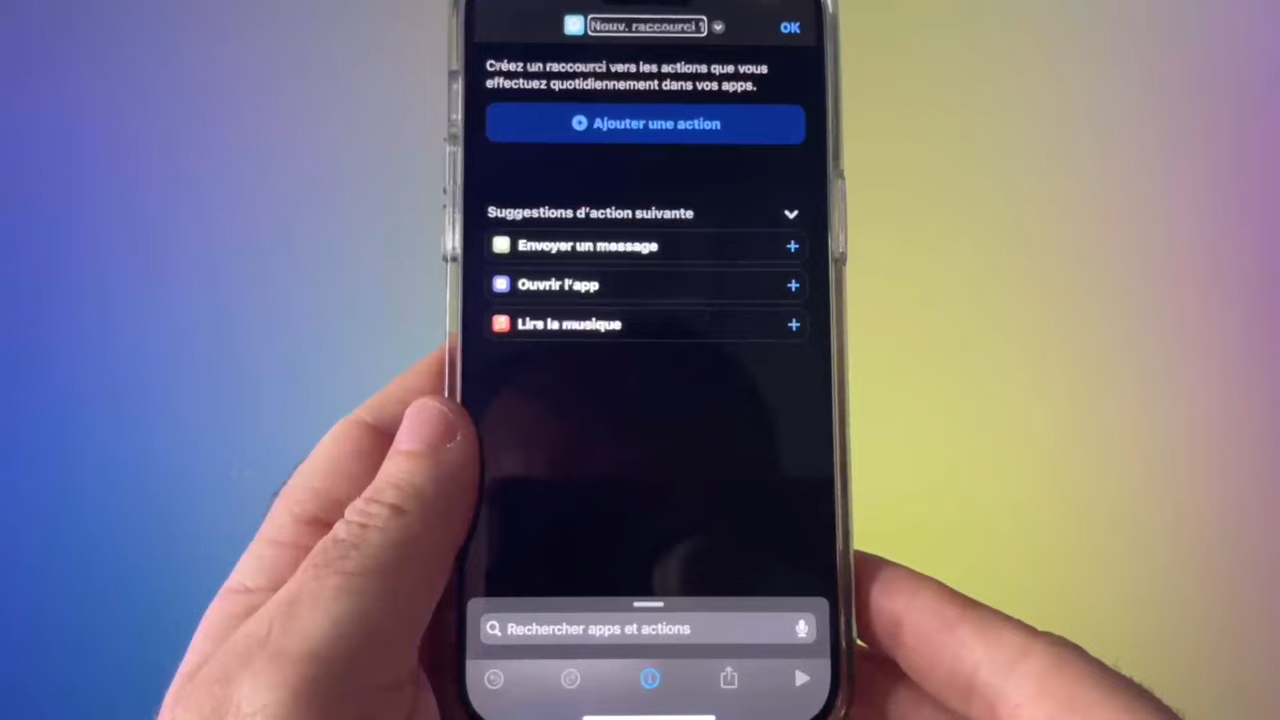 Nouv. raccourci 1
OK
Créez un raccourci vers les actions que vous
effectuez quotidiennement dans vos apps.
Ajouter une action
Suggestions d'action suivante
Envoyer un message
Ouvrir l'app
Lire la musique
Rechercher apps et actions